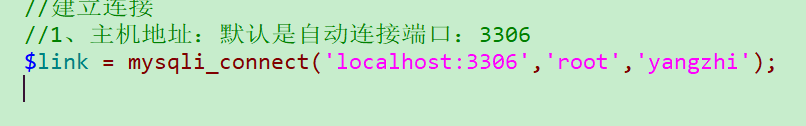 //建立连接
//1、主机地址：默认是自动连接端口：3306
$link = mysqli_connect('localhost:3306','root','yangzhi');